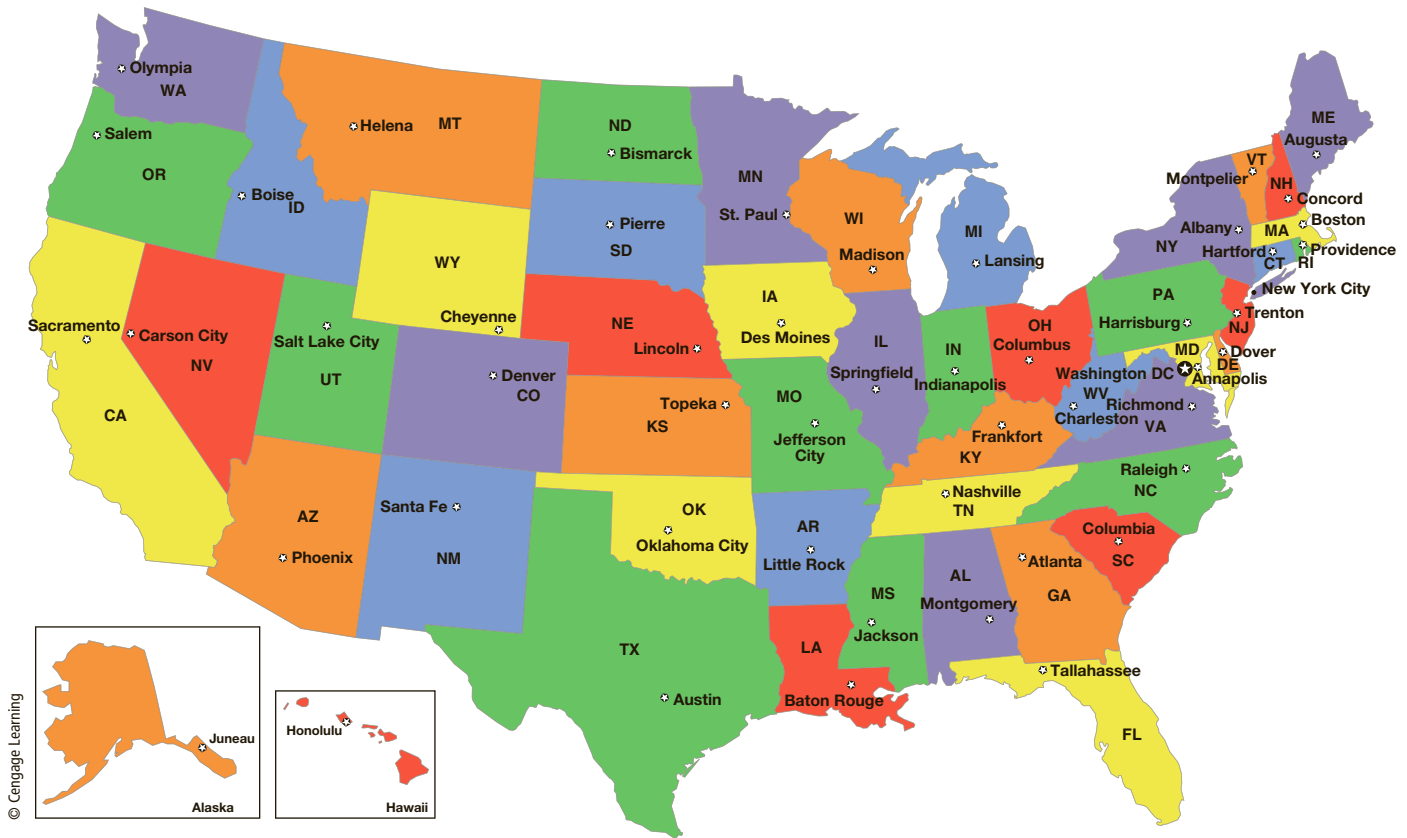 Olympia
WA
Salem
OR
Boise
ID
Helena
MT
ND
Bismarck
Pierre
SD
MN
St. Paul
WI
Madison
MI
Lansing
WY
Cheyenne
Sacramento
CA
Carson City
NV
Salt Lake City
UT
Denver
CO
NE
Lincoln
IA
Des Moines
IL
Springfield
IN
Indianapolis
OH
Columbus
ME
Augusta
VT
Montpelier
NH
Concord
Boston
MA
Albany
NY
Hartford
CT
Providence
RI
New York City
PA
Harrisburg
Trenton
NJ
MD
Dover
DE
Washington DC
Annapolis
WV
Charleston
Richmond
VA
Topeka
KS
MO
Jefferson
City
Frankfort
KY
Raleigh
NC
Nashville
TN
AZ
Phoenix
Santa Fe
NM
OK
Oklahoma City
AR
Little Rock
Columbia
SC
Atlanta
GA
AL
Montgomery
MS
Jackson
LA
Baton Rouge
TX
Austin
Tallahassee
FL
Juneau
Alaska
Honolulu
Hawaii
© Cengage Learning